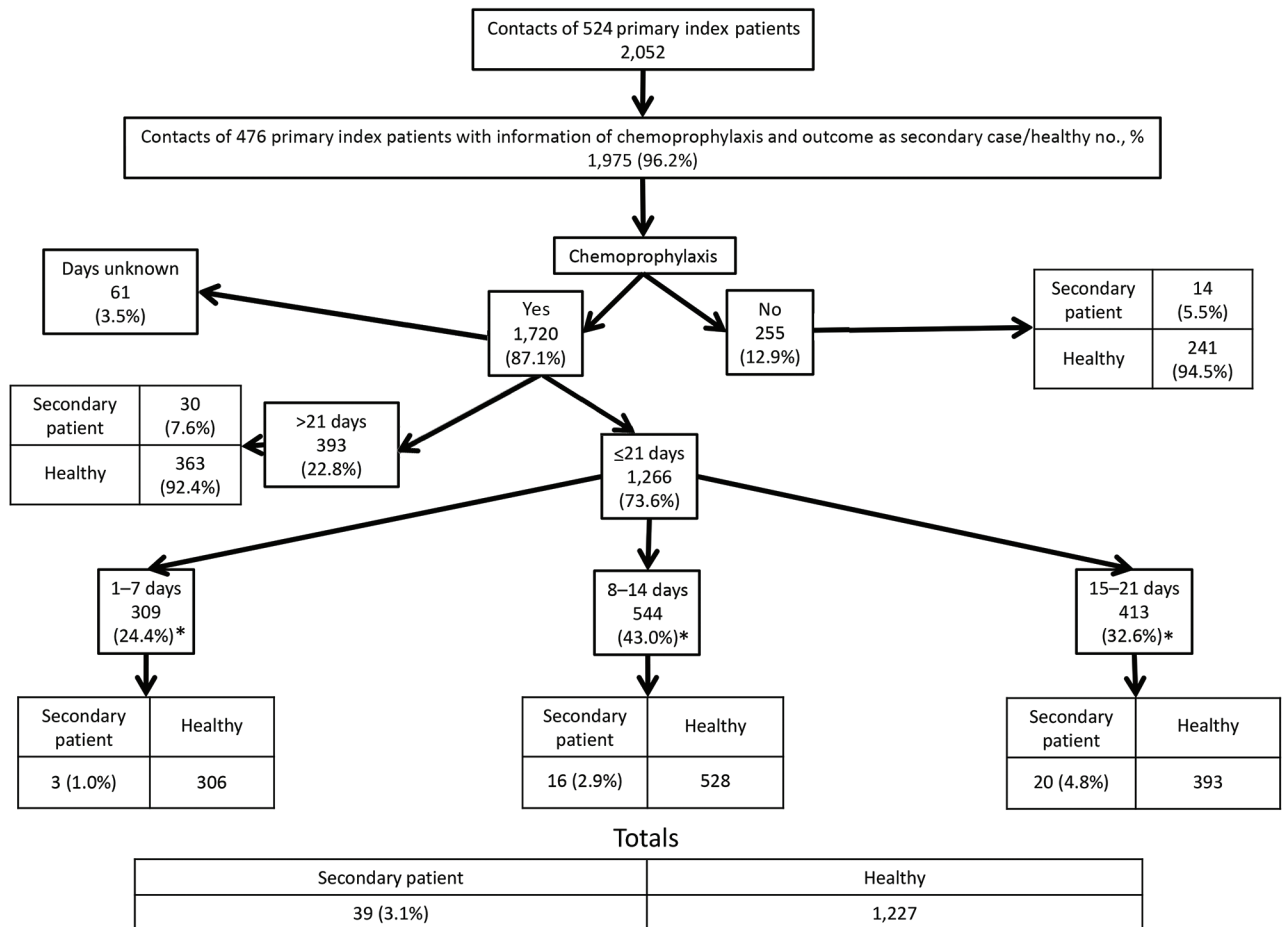 Contacts of 524 primary index patients
2,052
Contacts of 476 primary index patients with information of chemoprophylaxis and outcome as secondary case/healthy no., %
1,975 (96.2%)
Chemoprophylaxis
Days unknown
61
(3.5%)
Yes
1,720
(87.1%)
No
255
(12.9%)
Secondary
patient
14
(5.5%)
Healthy
241
(94.5%)
Secondary
patient
30
(7.6%)
Healthy
363
(92.4%)
>21 days
393
(22.8%)
≤21 days
1,266
(73.6%)
1–7 days
309
(24.4%)*
8–14 days
544
(43.0%)*
15–21 days
413
(32.6%)*
Secondary
patient
Healthy
3 (1.0%)
306
Secondary
patient
Healthy
16 (2.9%)
528
Secondary
patient
Healthy
20 (4.8%)
393
Totals
Secondary patient
Healthy
39 (3.1%)
1,227